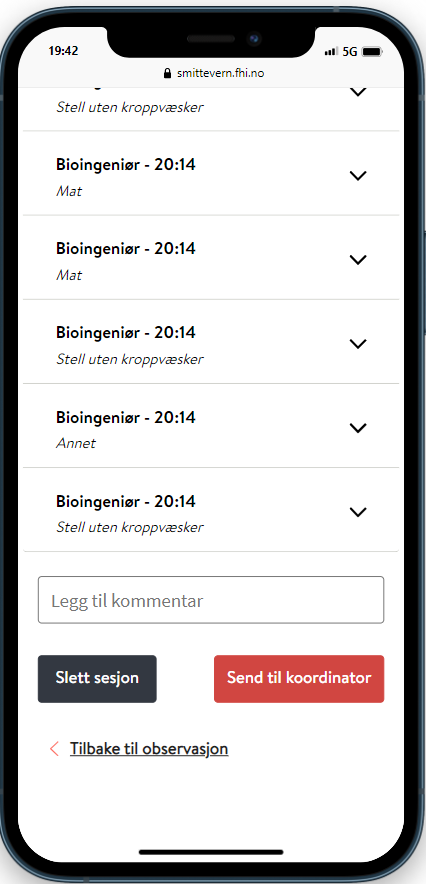 19:42
5G
smittevern.fhi.no
Stell uten kroppvæsker
Bioingeniør - 20:14
Mat
Bioingeniør - 20:14
Mat
Bioingeniør - 20:14
Stell uten kroppvæsker
Bioingeniør - 20:14
Annet
Bioingeniør - 20:14
Stell uten kroppvæsker
Legg til kommentar
Slett sesjon
Send til koordinator
Tilbake til observasjon